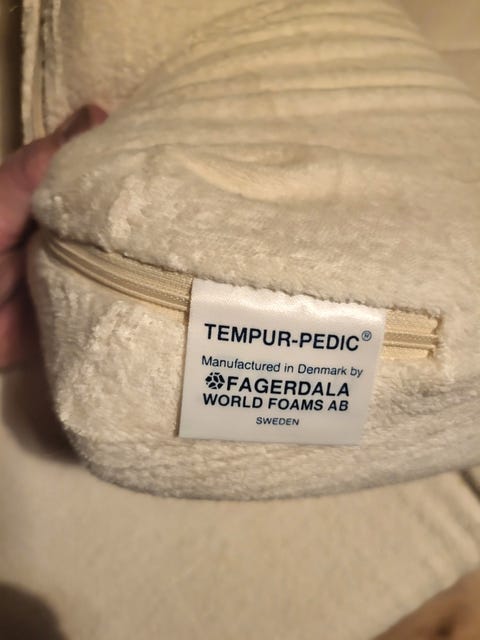 TEMPUR-PEDIC®
Manufactured in Denmark by
FAGERDALA
WORLD FOAMS AB
SWEDEN